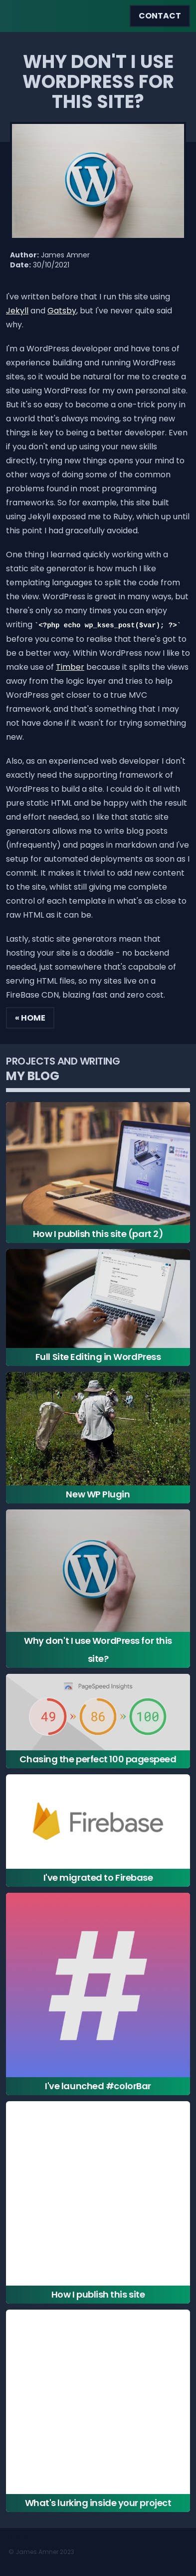 CONTACT
WHY DON'T I USE
WORDPRESS FOR
THIS SITE?
Author: James Amner
Date: 30/10/2021
I've written before that I run this site using
Jekyll and Gatsby, but I've never quite said
why.
I'm a WordPress developer and have tons of
experience building and running WordPress
sites, so it would be natural for me to create a
site using WordPress for my own personal site.
But it's so easy to become a one-trick pony in
a world that's always moving, so trying new
things is key to being a better developer. Even
if you don't end up using your new skills
directly, trying new things opens your mind to
other ways of doing some of the common
problems found in most programming
frameworks. So for example, this site built
using Jekyll exposed me to Ruby, which up until
this point I had gracefully avoided.
One thing I learned quickly working with a
static site generator is how much I like
templating languages to split the code from
the view. WordPress is great in many ways, but
there's only so many times you can enjoy
writing `<?php echo wp_kses_post($var); ?>`
before you come to realise that there's got to
be a better way. Within WordPress now I like to
make use of Timber because it splits the views
away from the logic layer and tries to help
WordPress get closer to a true MVC
framework, and that's something that I may
not have done if it wasn't for trying something
new.
Also, as an experienced web developer I don't
exactly need the supporting framework of
WordPress to build a site. I could do it all with
pure static HTML and be happy with the result
and effort needed, so I like that static site
generators allows me to write blog posts
(infrequently) and pages in markdown and I've
setup for automated deployments as soon as I
commit. It makes it trivial to add new content
to the site, whilst still giving me complete
control of each template in what's as close to
raw HTML as it can be.
Lastly, static site generators mean that
hosting your site is a doddle - no backend
needed, just somewhere that's capable of
serving HTML files, so my sites live on a
FireBase CDN, blazing fast and zero cost.
« HOME
PROJECTS AND WRITING
MY BLOG
How I publish this site (part 2)
Full Site Editing in WordPress
New WP Plugin
Why don't I use WordPress for this
site?
PageSpeed Insights
49 » 86 » 100
Chasing the perfect 100 pagespeed
Firebase
I've migrated to Firebase
#
I've launched #colorBar
How I publish this site
What's lurking inside your project
© James Amner 2023